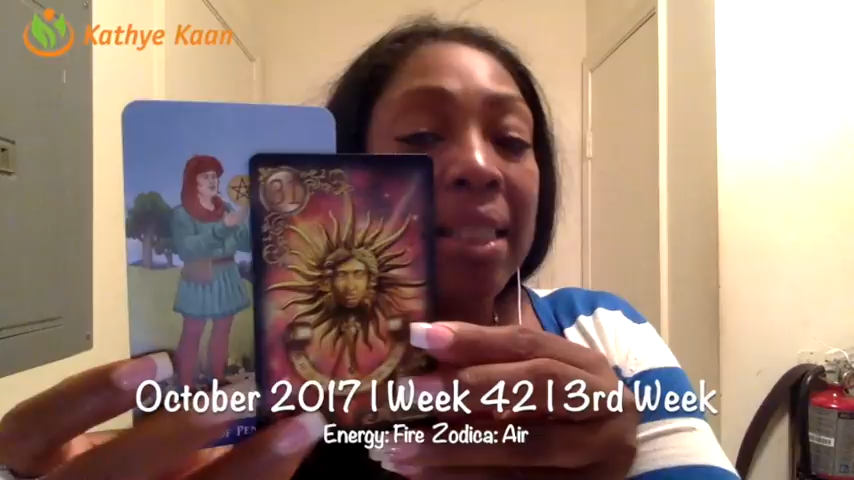 Kathye Kaan
31
October 2017 | Week 42 | 3rd Week
Energy: Fire Zodica: Air